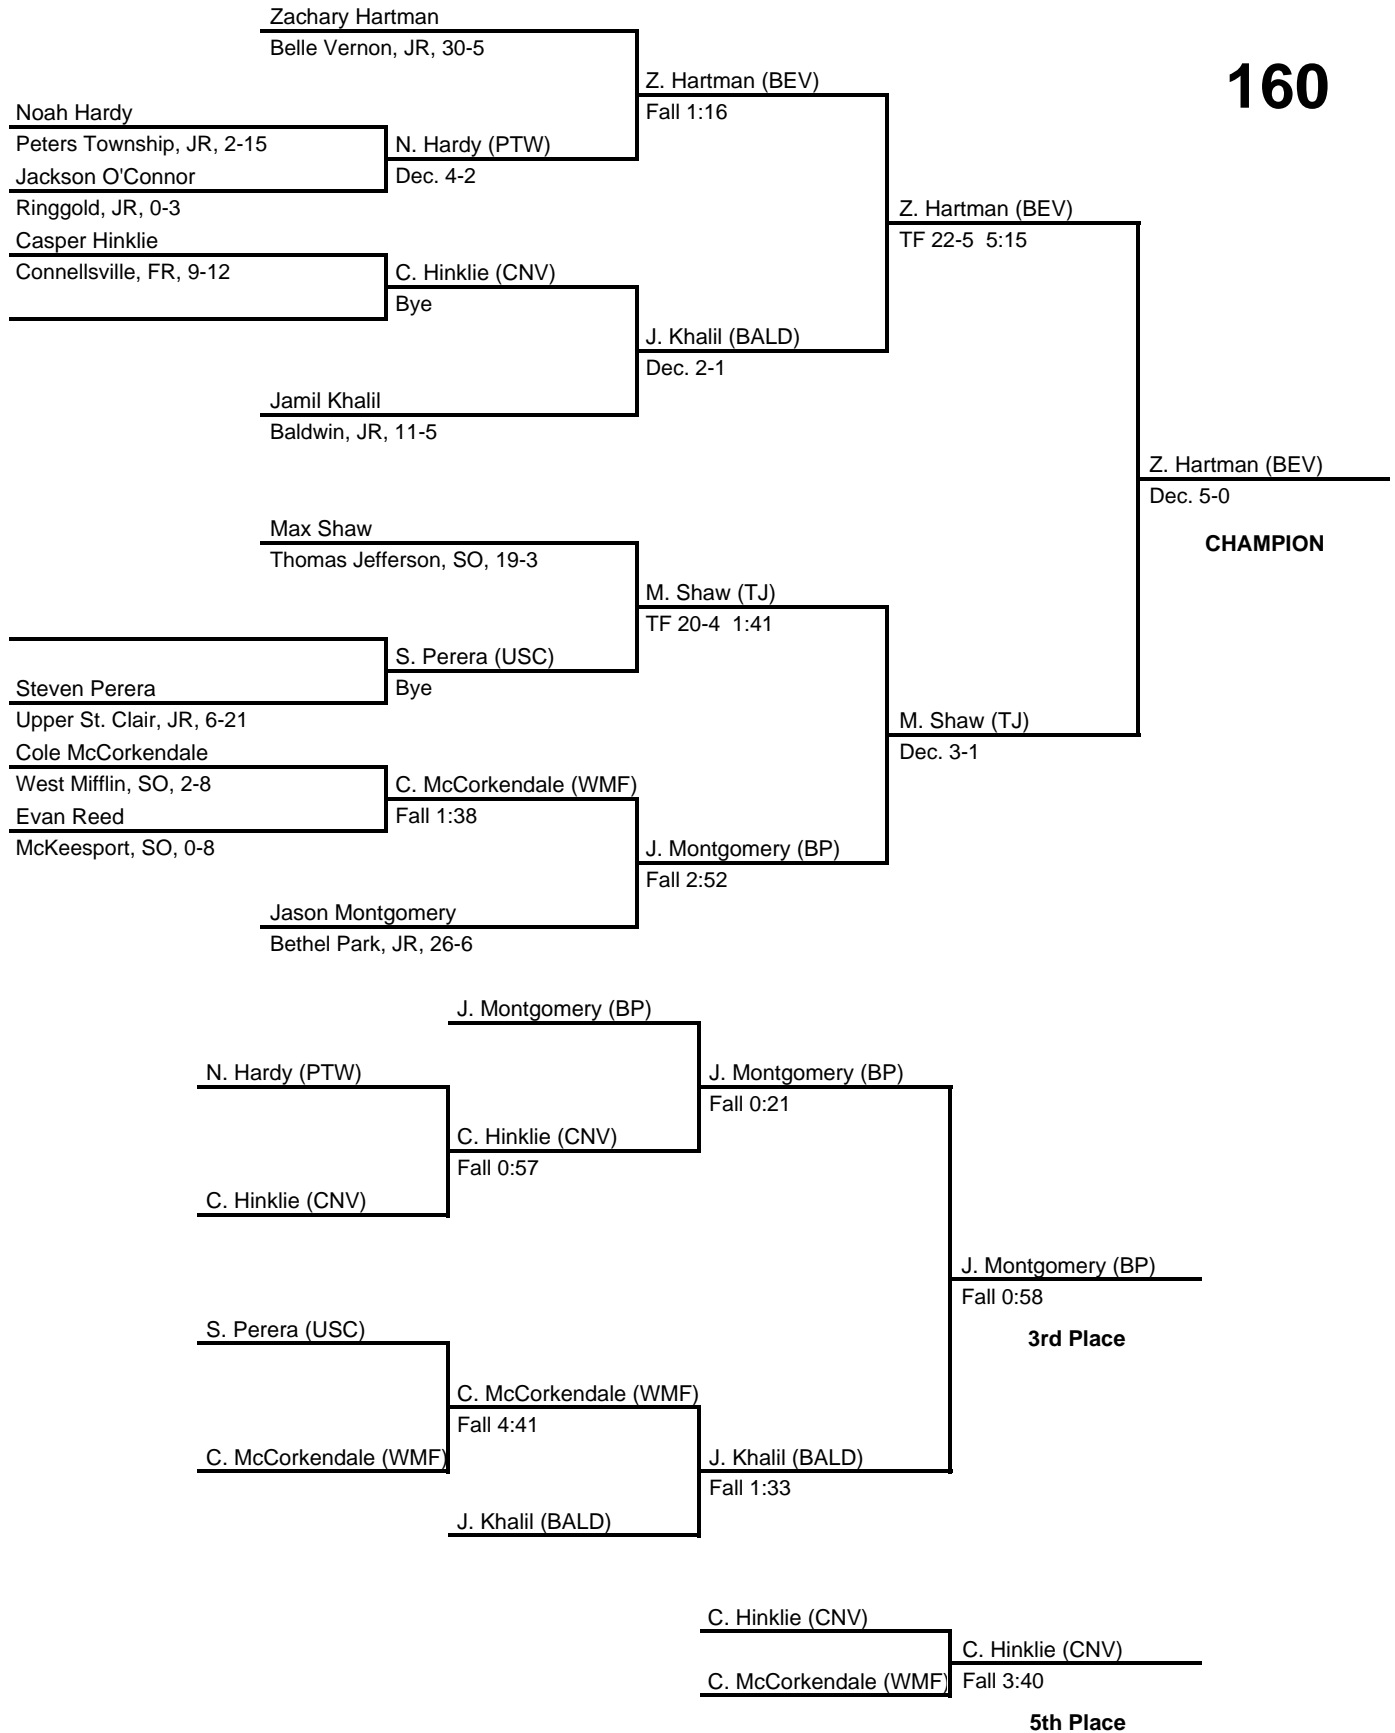 Zachary Hartman
Belle Vernon, JR, 30-5
160
Z. Hartman (BEV)
Fall 1:16
Noah Hardy
Peters Township, JR, 2-15
N. Hardy (PTW)
Dec. 4-2
Jackson O'Connor
Ringgold, JR, 0-3
Z. Hartman (BEV)
TF 22-5 5:15
Casper Hinklie
Connellsville, FR, 9-12
C. Hinklie (CNV)
Bye
J. Khalil (BALD)
Dec. 2-1
Jamil Khalil
Baldwin, JR, 11-5
Z. Hartman (BEV)
Dec. 5-0
CHAMPION
Max Shaw
Thomas Jefferson, SO, 19-3
M. Shaw (TJ)
TF 20-4 1:41
S. Perera (USC)
Bye
Steven Perera
Upper St. Clair, JR, 6-21
M. Shaw (TJ)
Dec. 3-1
Cole McCorkendale
West Mifflin, SO, 2-8
C. McCorkendale (WMF)
Fall 1:38
Evan Reed
McKeesport, SO, 0-8
J. Montgomery (BP)
Fall 2:52
Jason Montgomery
Bethel Park, JR, 26-6
J. Montgomery (BP)
N. Hardy (PTW)
J. Montgomery (BP)
Fall 0:21
C. Hinklie (CNV)
Fall 0:57
C. Hinklie (CNV)
J. Montgomery (BP)
Fall 0:58
3rd Place
S. Perera (USC)
C. McCorkendale (WMF)
Fall 4:41
C. McCorkendale (WMF)
J. Khalil (BALD)
Fall 1:33
J. Khalil (BALD)
C. Hinklie (CNV)
C. Hinklie (CNV)
Fall 3:40
C. McCorkendale (WMF)
5th Place